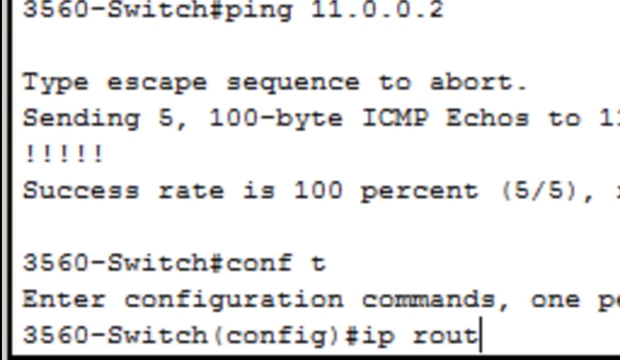 3560-Switch#ping 11.0.0.2
Type escape sequence to abort.
Sending 5, 100-byte ICMP Echos to
!!!!!
Success rate is 100 percent (5/5),
3560-Switch#conf t
Enter configuration commands, one
3560-Switch(config)#ip rout